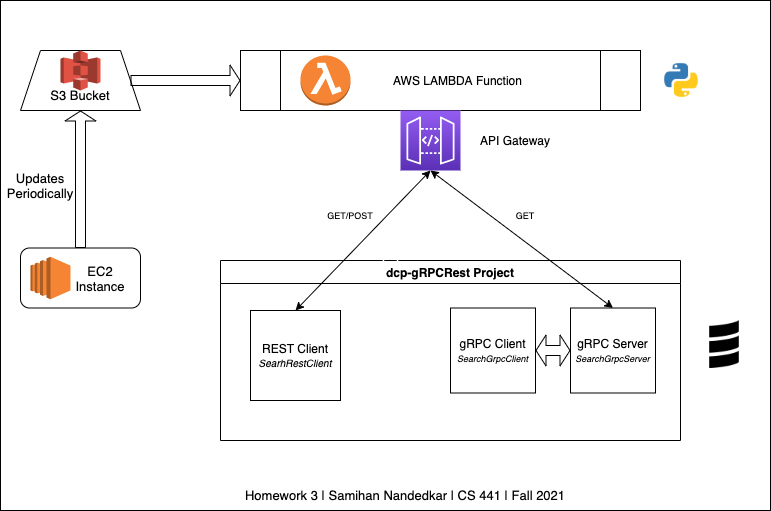 S3 Bucket
AWS LAMBDA Function
API Gateway
Updates
Periodically
GET/POST
GET
EC2
Instance
dcp-gRPCRest Project
REST Client
SearhRestClient
gRPC Client
SearchGrpcClient
gRPC Server
SearchGrpcServer
Homework 3 | Samihan Nandedkar | CS 441 | Fall 2021